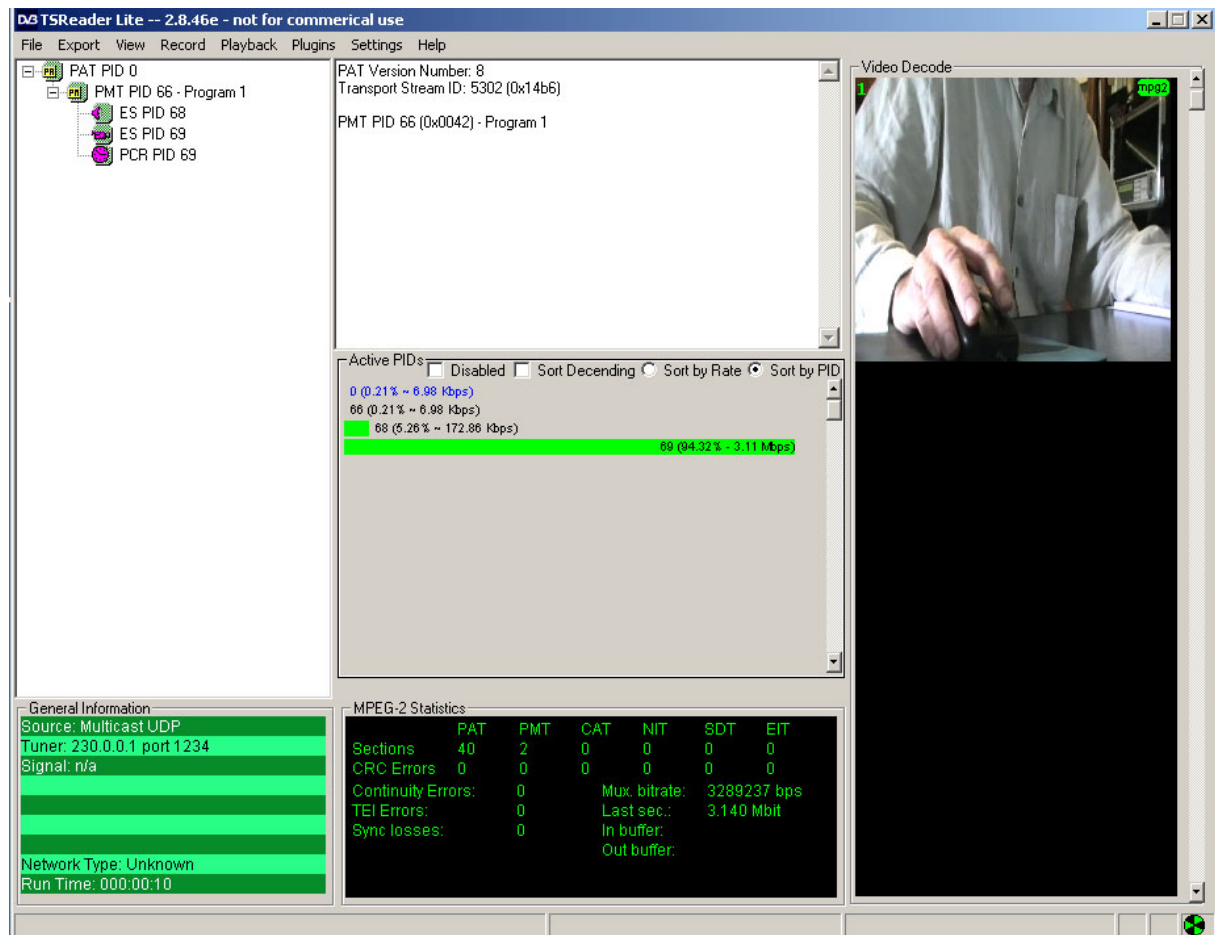 DVB TSReader Lite -- 2.8.46e - not for commerical use
File Export View Record Playback Plugins Settings Help
PAT PID 0
PMT PID 66 - Program 1
ES PID 68
ES PID 69
PCR PID 69
PAT Version Number: 8
Transport Stream ID: 5302 (0x14b6)
PMT PID 66 (0x0042) - Program 1
Active PIDs
Disabled Sort Decending Sort by Rate Sort by PID
0 (0.21% ~ 6.98 Kbps)
66 (0.21% ~ 6.98 Kbps)
68 (5.26% ~ 172.86 Kbps)
69 (94.32% - 3.11 Mbps)
Video Decode
1 mpg2
General Information
Source: Multicast UDP
Tuner: 230.0.0.1 port 1234
Signal: n/a
Network Type: Unknown
Run Time: 000:00:10
MPEG-2 Statistics
PAT PMT CAT NIT SDT EIT
Sections 40 2 0 0 0 0
CRC Errors 0 0 0 0 0 0
Continuity Errors: 0 Mux. bitrate: 3289237 bps
TEI Errors: 0 Last sec.: 3.140 Mbit
Sync losses: 0 In buffer:
Out buffer: